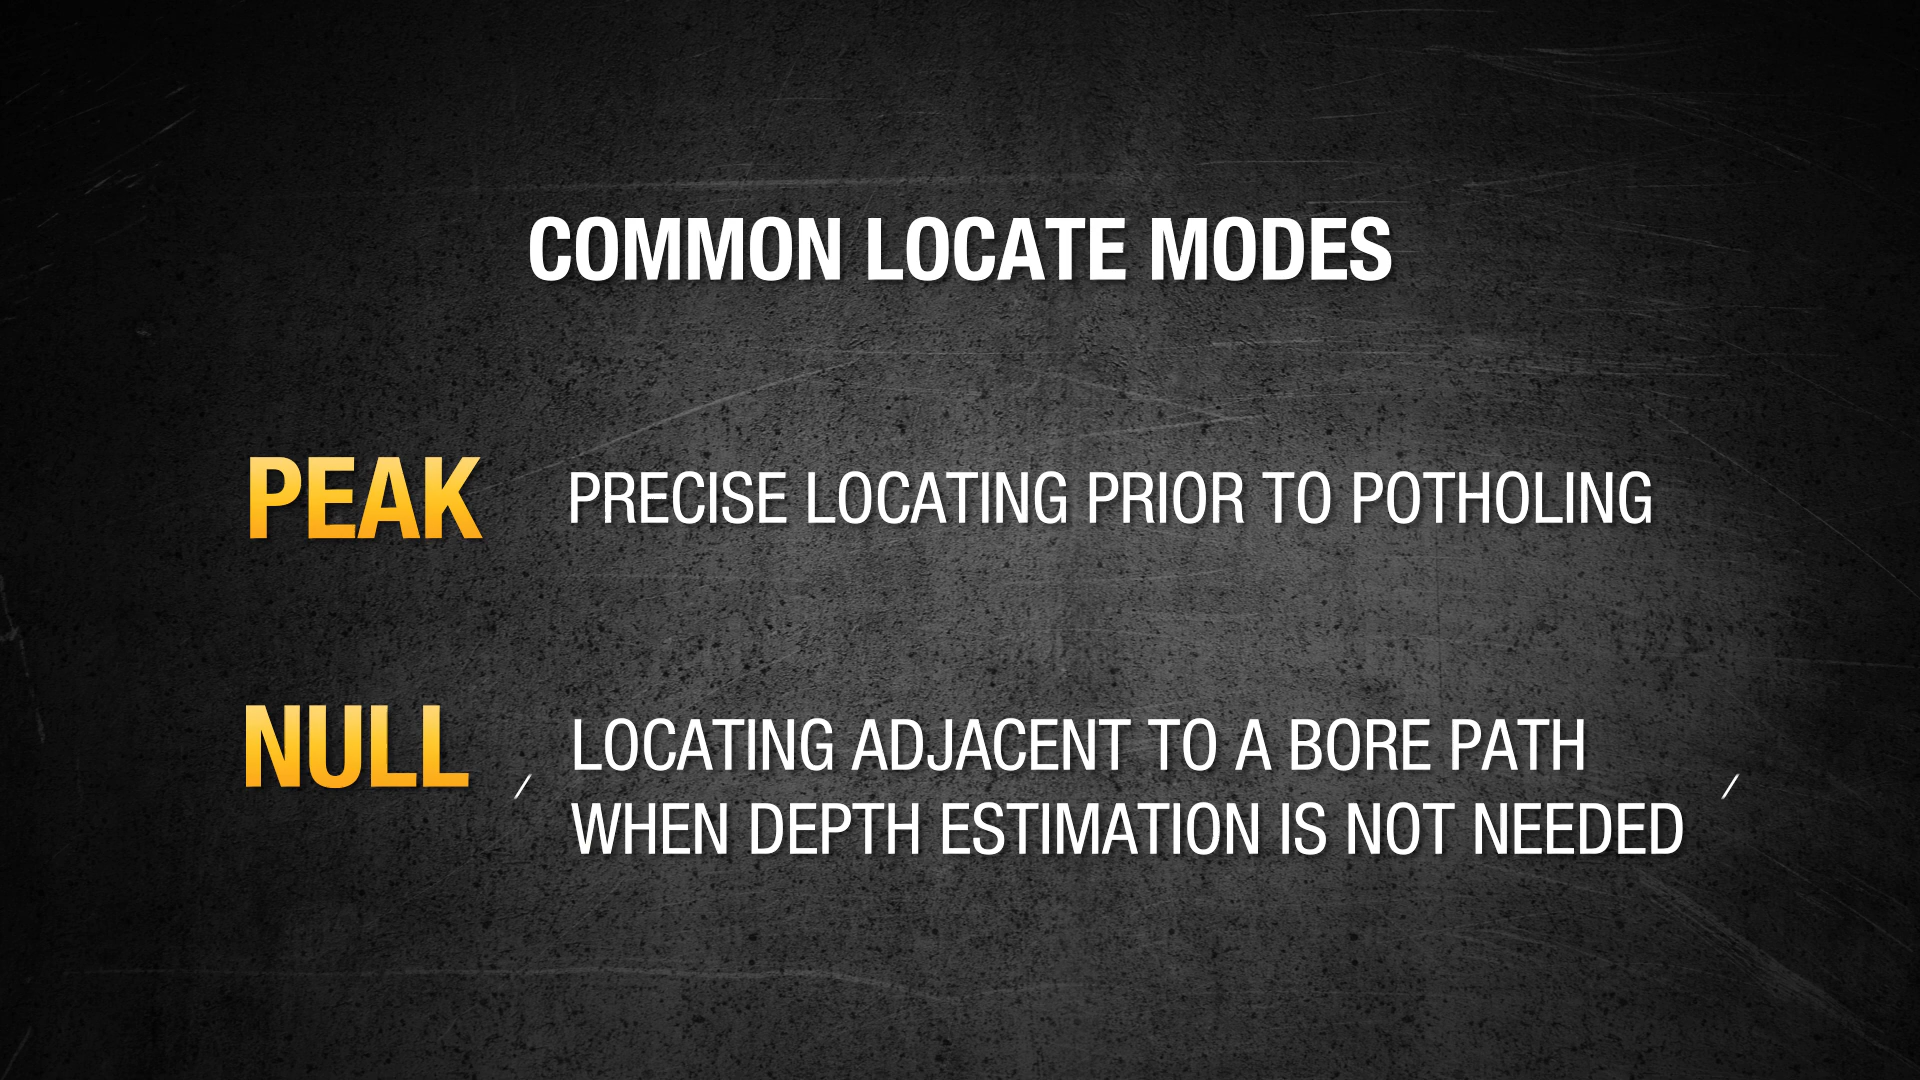 COMMON LOCATE MODES
PEAK PRECISE LOCATING PRIOR TO POTHOLING
NULL LOCATING ADJACENT TO A BORE PATH
WHEN DEPTH ESTIMATION IS NOT NEEDED